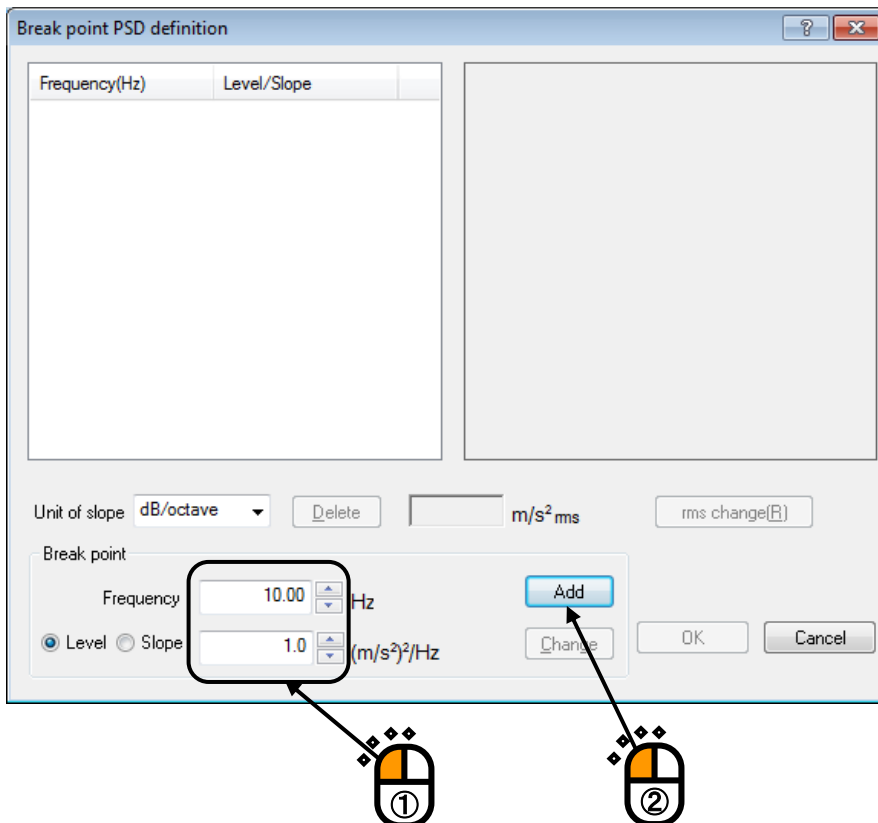 Break point PSD definition
?
Frequency(Hz) Level/Slope
Unit of slope dB/octave Delete m/s² rms rms change(R)
Break point
Frequency 10.00 Hz Add
Level Slope 1.0 (m/s²)²/Hz Change OK Cancel
① ②